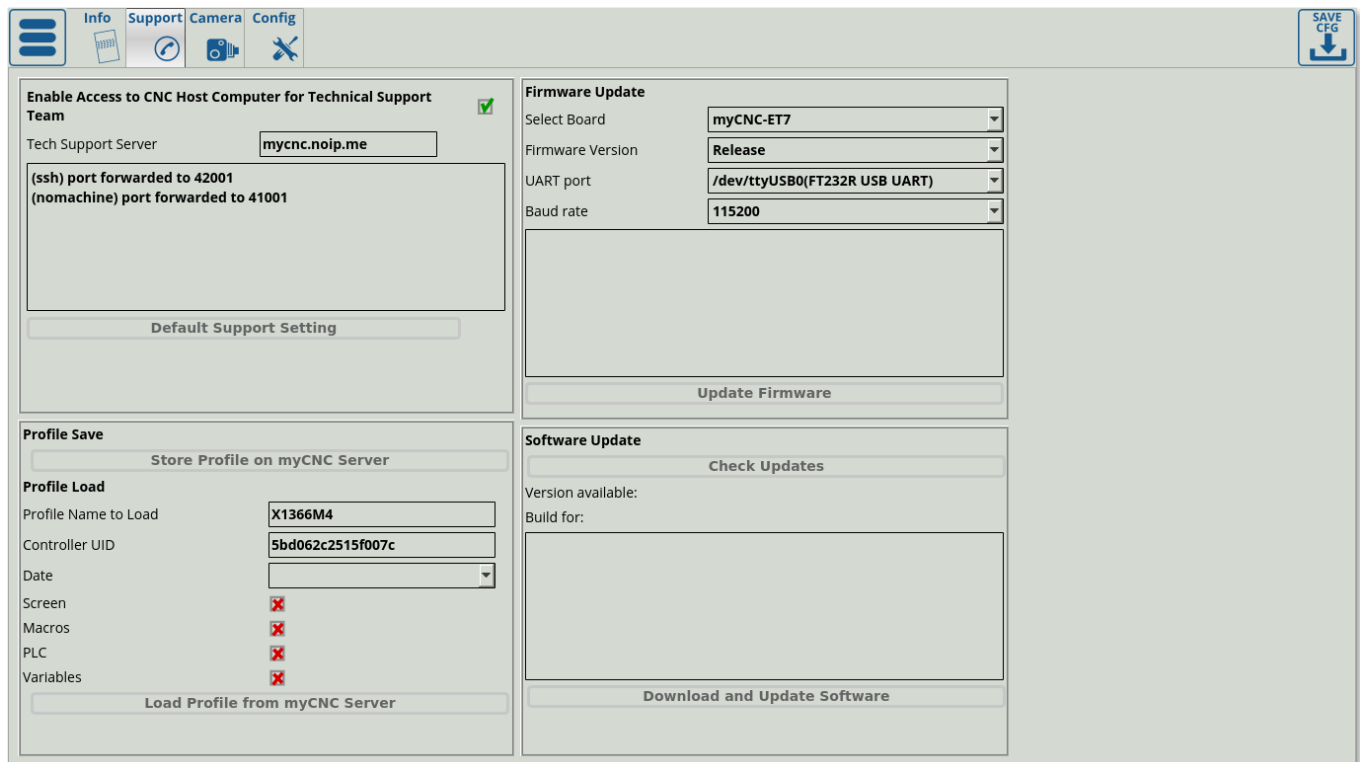 Info
Support
Camera
Config
SAVE
CFG
Enable Access to CNC Host Computer for Technical Support
Team
Tech Support Server
mycnc.noip.me
(ssh) port forwarded to 42001
(nomachine) port forwarded to 41001
Default Support Setting
Profile Save
Store Profile on myCNC Server
Profile Load
Profile Name to Load
X1366M4
Controller UID
5bd062c2515f007c
Date
Screen
Macros
PLC
Variables
Load Profile from myCNC Server
Firmware Update
Select Board
myCNC-ET7
Firmware Version
Release
UART port
/dev/ttyUSB0(FT232R USB UART)
Baud rate
115200
Update Firmware
Software Update
Check Updates
Version available:
Build for:
Download and Update Software